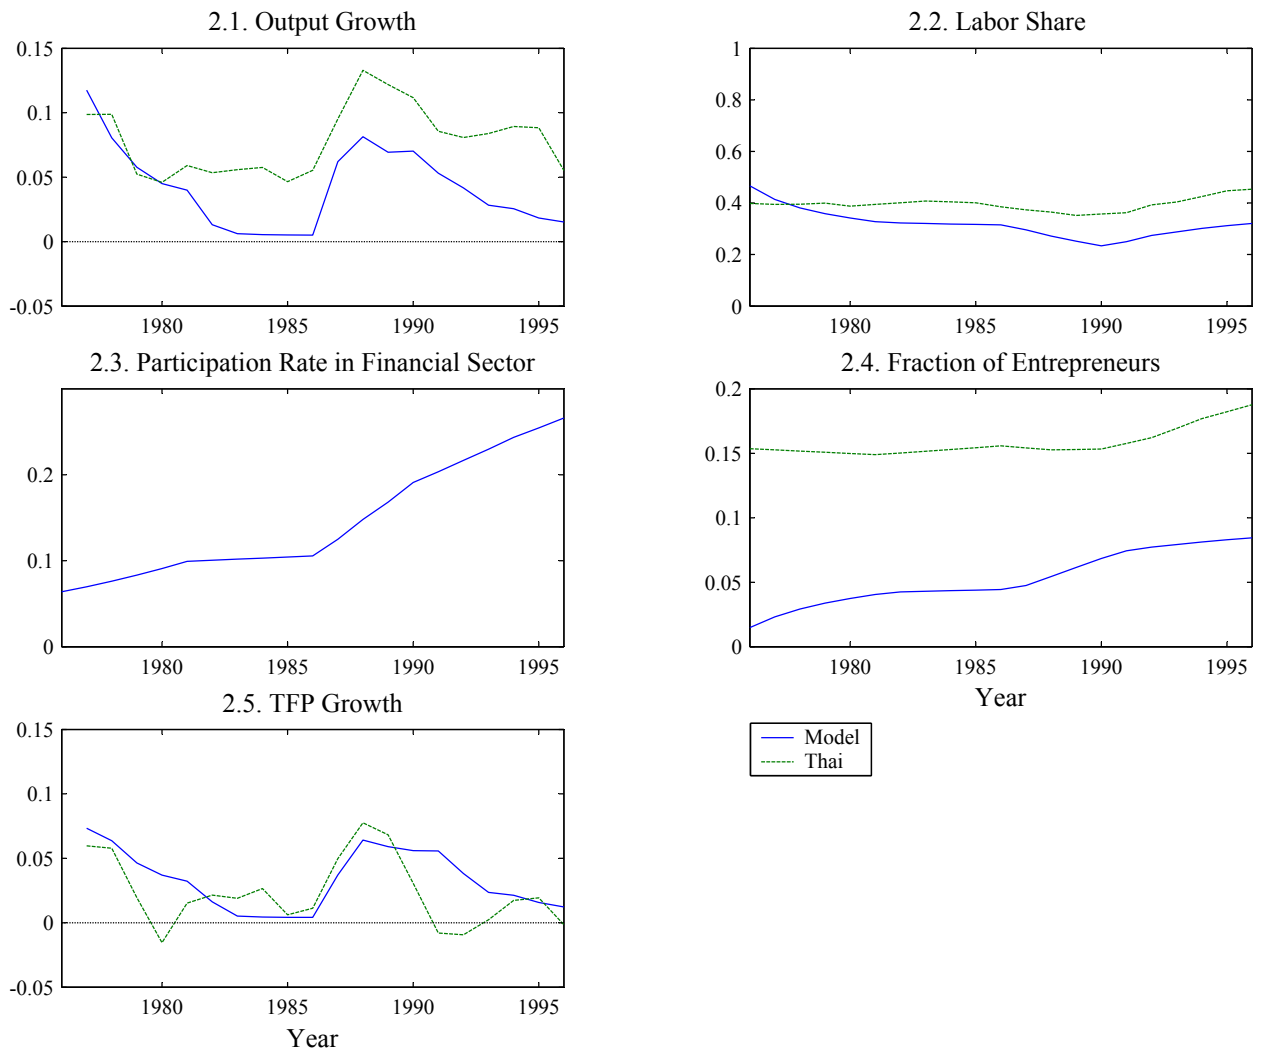 2.1. Output Growth
0.15
0.1
0.05
0
-0.05
1980 1985 1990 1995
2.2. Labor Share
1
0.8
0.6
0.4
0.2
0
1980 1985 1990 1995
2.3. Participation Rate in Financial Sector
0.2
0.1
0
1980 1985 1990 1995
2.4. Fraction of Entrepreneurs
0.2
0.15
0.1
0.05
0
1980 1985 1990 1995
Year
2.5. TFP Growth
0.15
0.1
0.05
0
-0.05
1980 1985 1990 1995
Year
Model
Thai